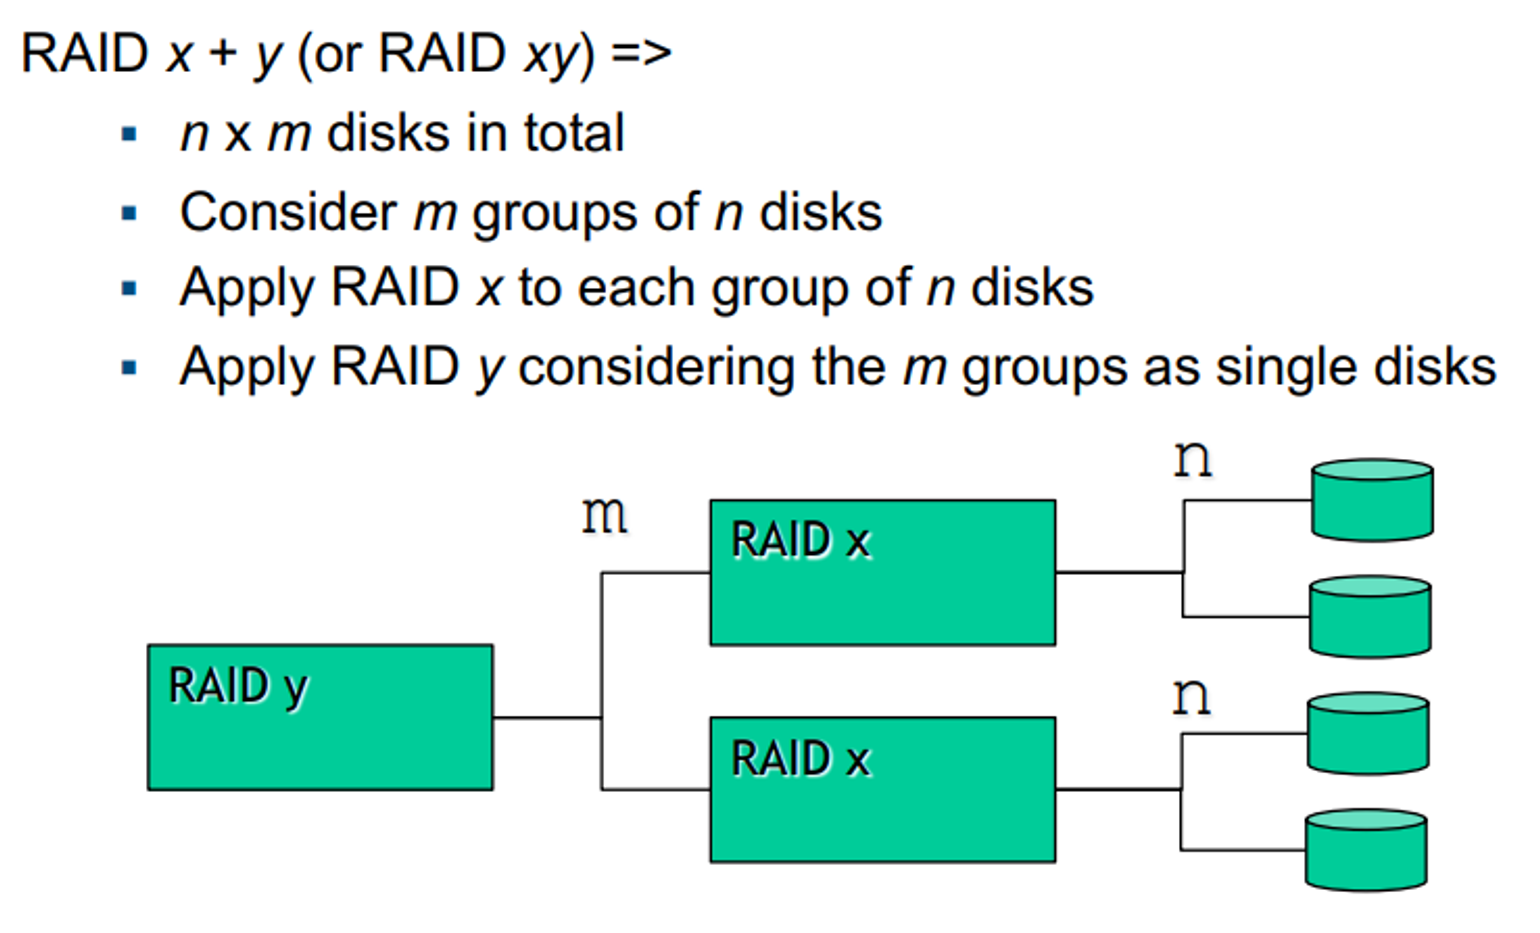 RAID x + y (or RAID xy) =>
▪ n x m disks in total
▪ Consider m groups of n disks
▪ Apply RAID x to each group of n disks
▪ Apply RAID y considering the m groups as single disks
n
m
RAID x
RAID y
n
RAID x